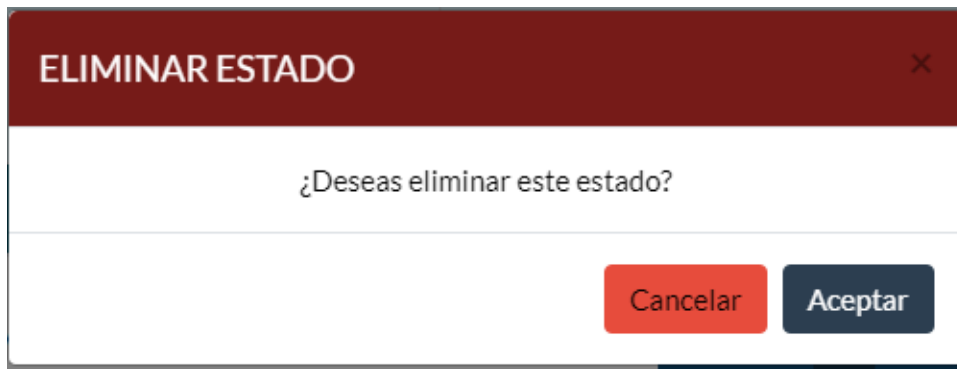 ELIMINAR ESTADO ×
¿Deseas eliminar este estado?
Cancelar Aceptar